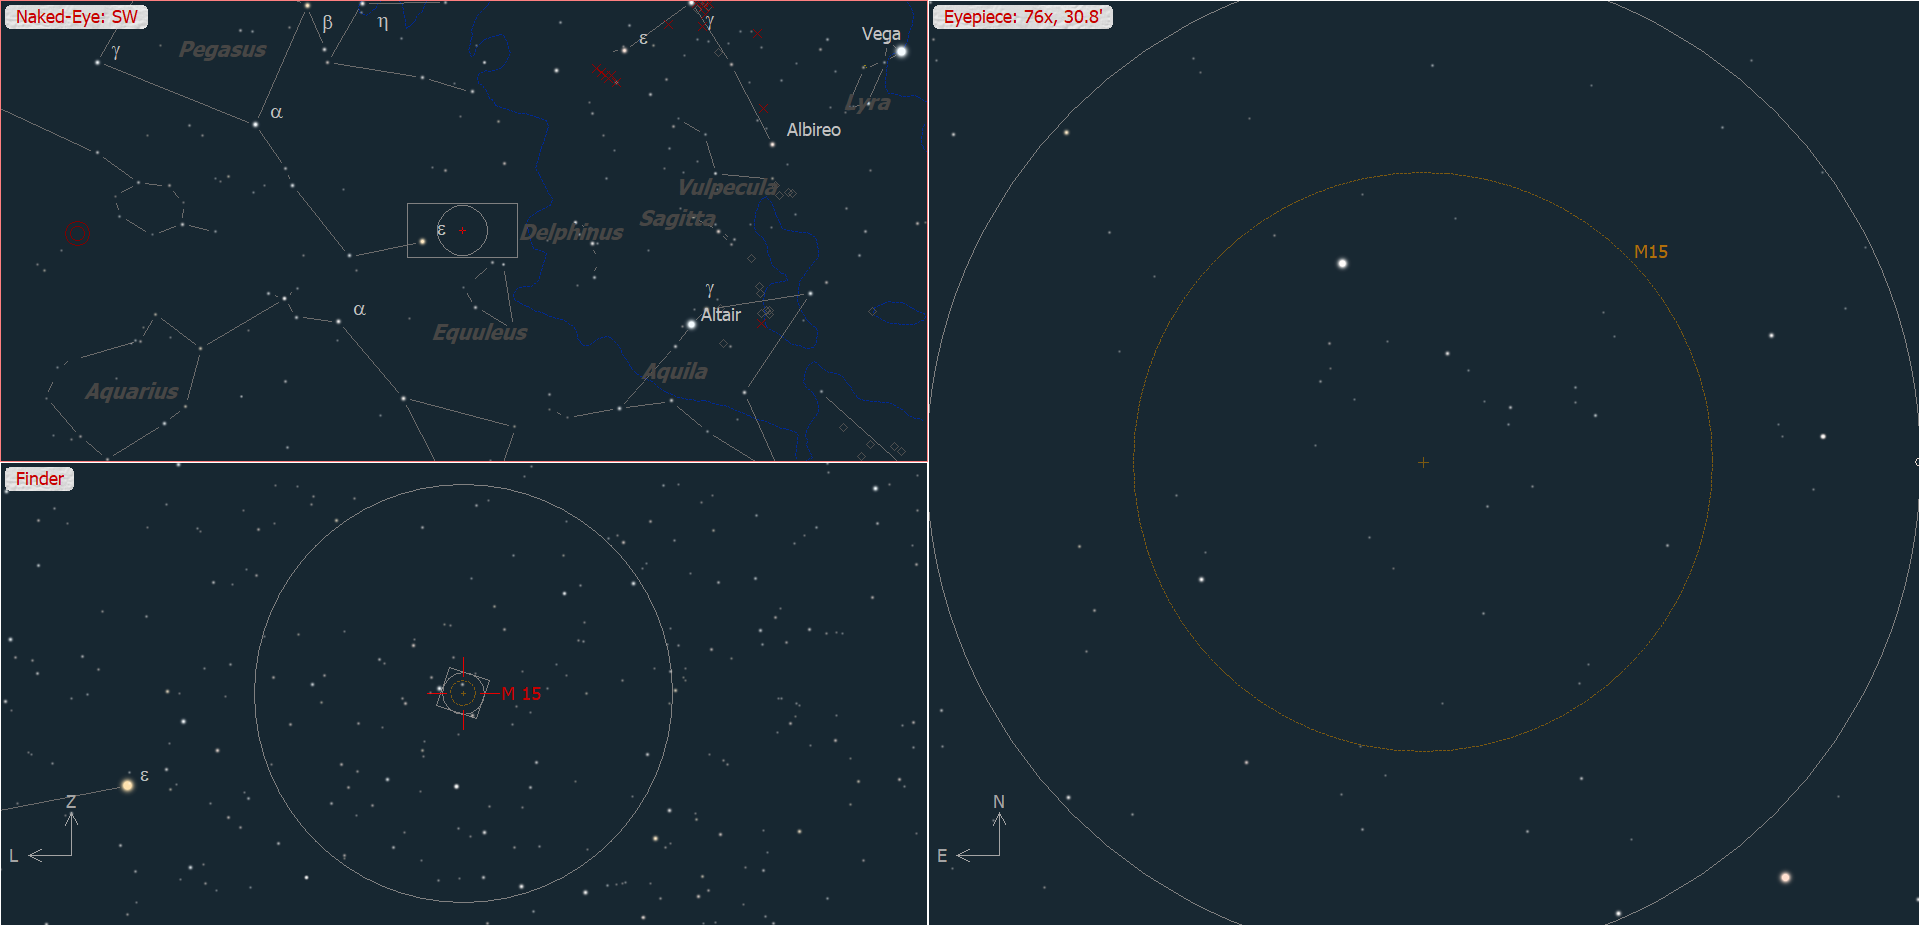 Naked-Eye: SW
β
η
γ
Pegasus
γ
ε
Vega
α
Lyra
Albireo
Vulpecula
Sagitta
ε
Delphinus
γ
α
Altair
Equuleus
Aquila
Aquarius
Finder
M 15
ε
Z
L
Eyepiece: 76x, 30.8'
M15
N
E